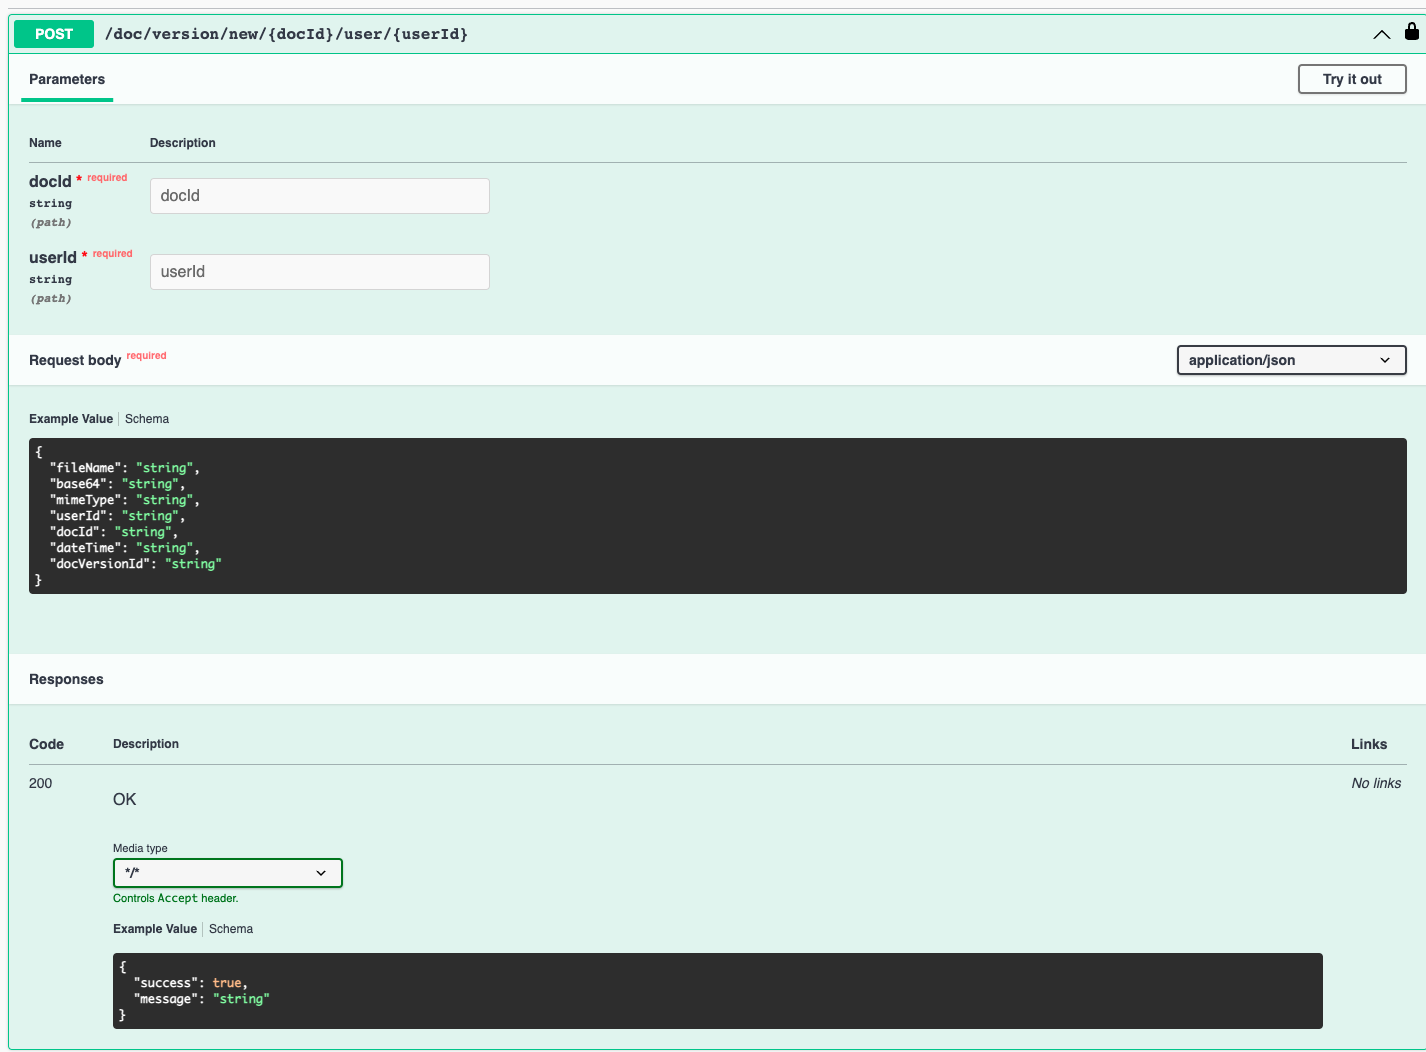 POST /doc/version/new/{docId}/user/{userId}
Parameters
Try it out
Name Description
docId * required
string
(path)
docId
userId * required
string
(path)
userId
Request body required
application/json
Example Value Schema
{
"fileName": "string",
"base64": "string",
"mimeType": "string",
"userId": "string",
"docId": "string",
"dateTime": "string",
"docVersionId": "string"
}
Responses
Code Description Links
200 OK No links
Media type
*/*
Controls Accept header.
Example Value Schema
{
"success": true,
"message": "string"
}